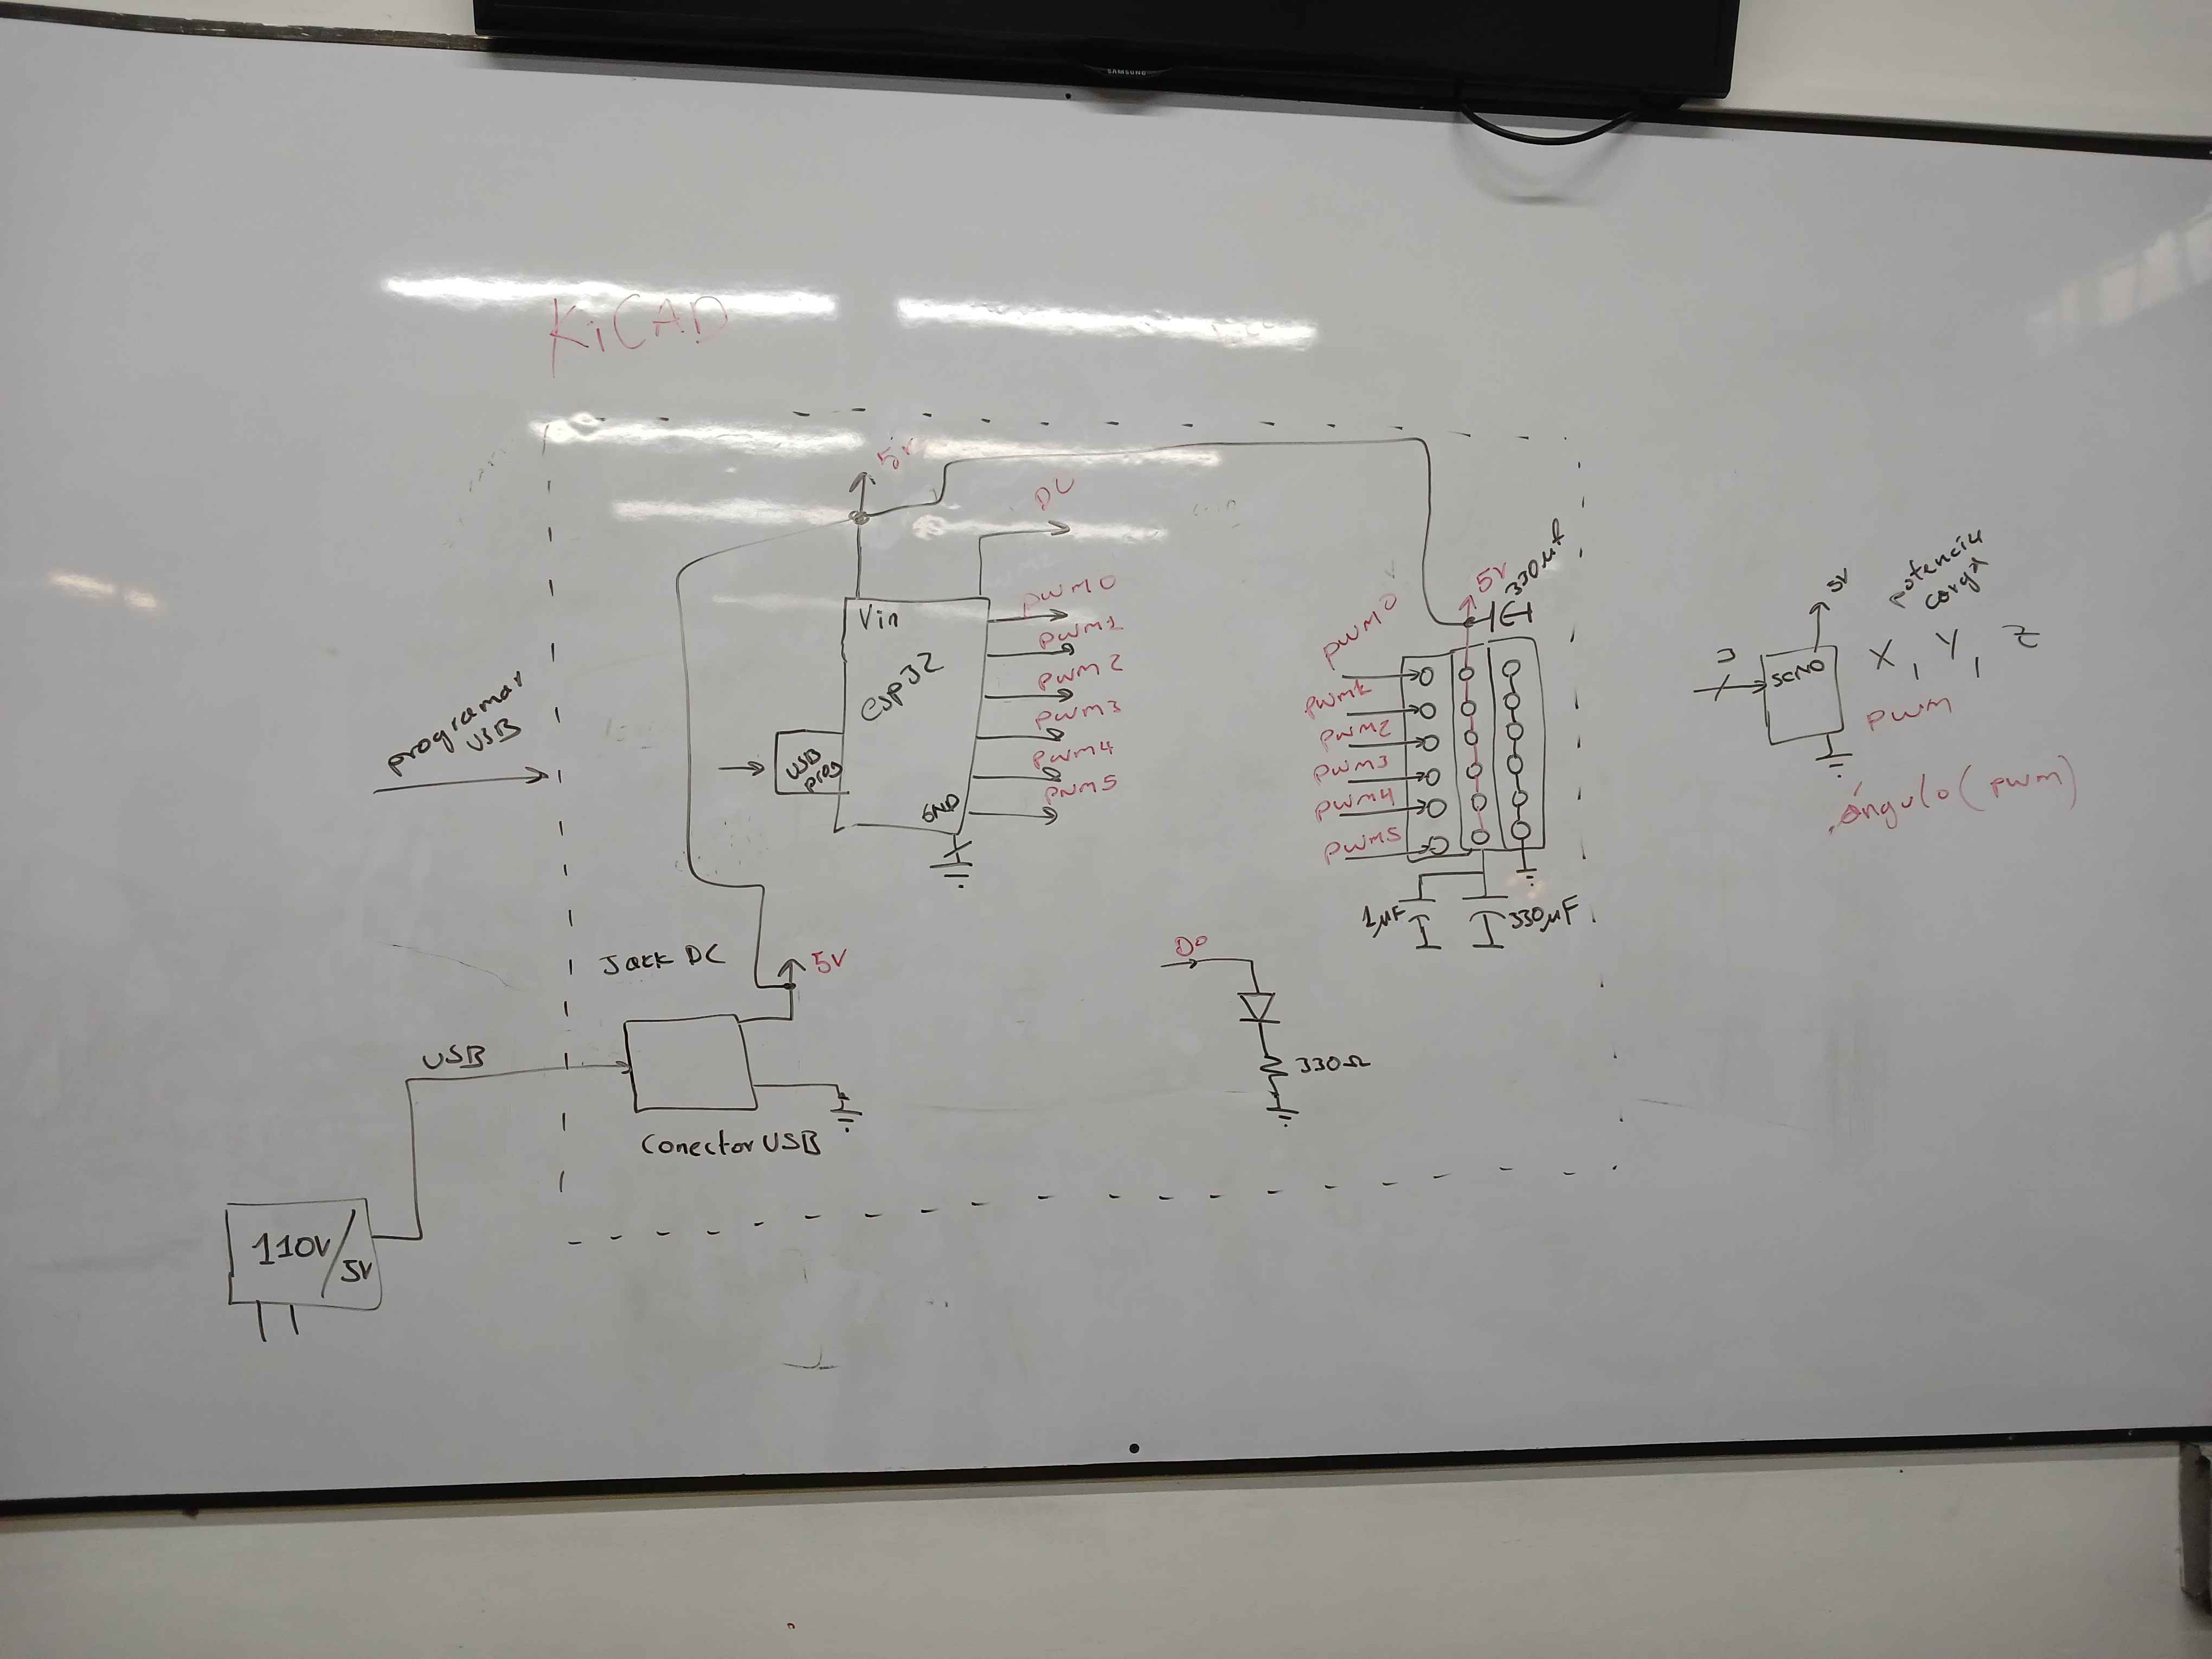 SAMSUNG
KiCAD
5V
DC
330µf
5V
potencia
carga
5V
Vin
esp32
USB
prog
GND
PWM0
PWM1
PWM2
PWM3
PWM4
PWM5
PWM0
PWM1
PWM2
PWM3
PWM4
PWM5
servo
X, Y, Z
PWM
ángulo (pwm)
programar
USB
1µF
330µF
Jack DC
5V
D0
330Ω
USB
Conector USB
110V/5V